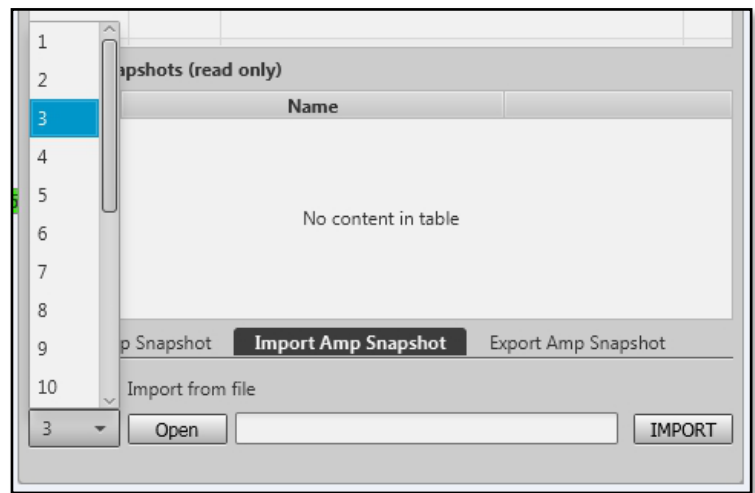 1
2
3
4
5
6
7
8
9
10
apshots (read only)
Name
No content in table
p Snapshot Import Amp Snapshot Export Amp Snapshot
Import from file
3 Open IMPORT